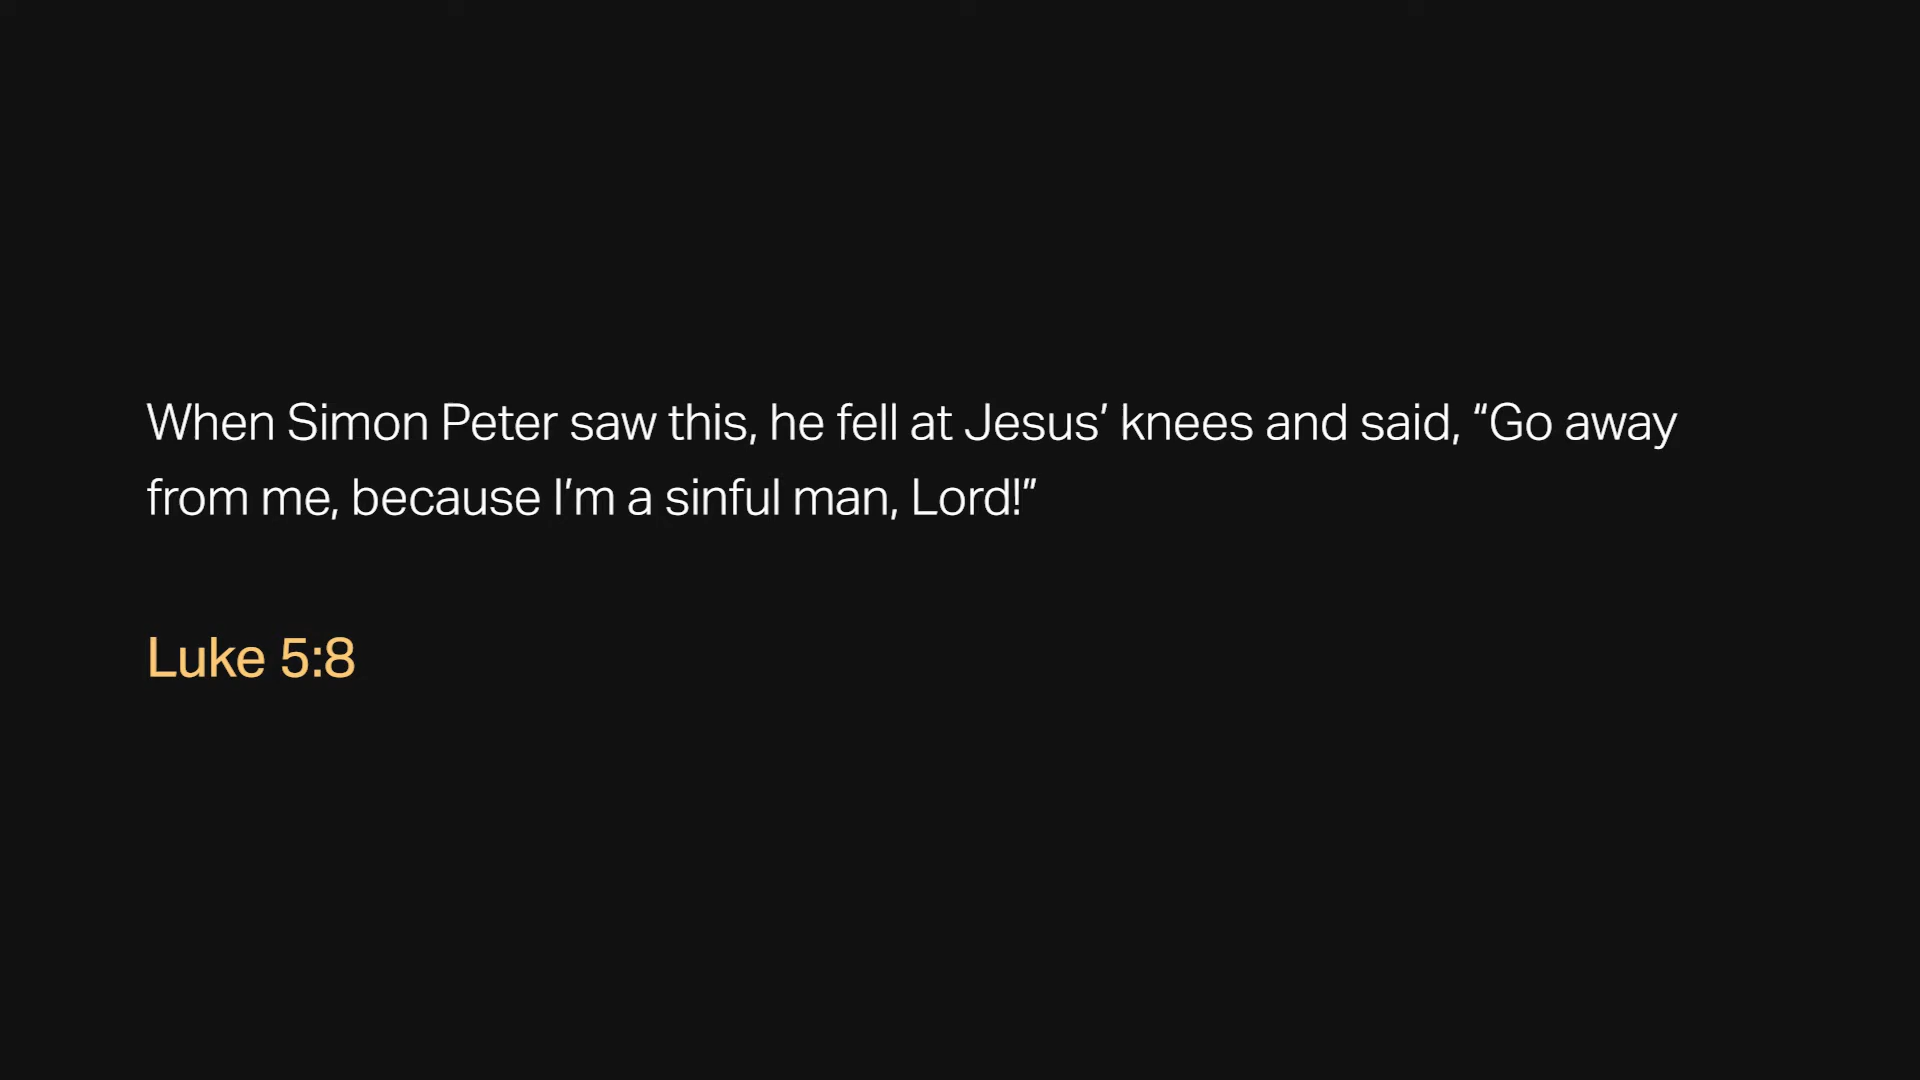 When Simon Peter saw this, he fell at Jesus’ knees and said, “Go away
from me, because I’m a sinful man, Lord!”
Luke 5:8